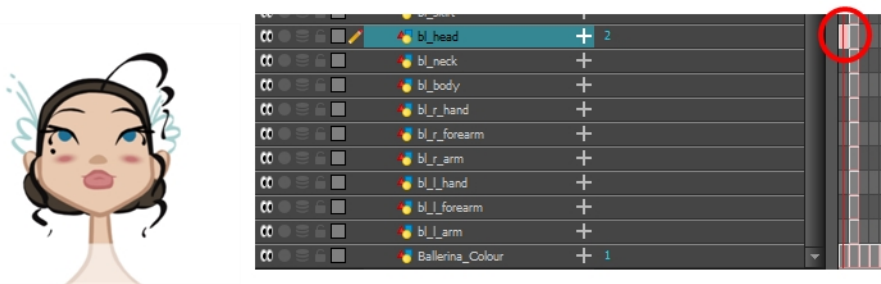 bl_head 2
bl_neck
bl_body
bl_r_hand
bl_r_forearm
bl_r_arm
bl_l_hand
bl_l_forearm
bl_l_arm
Ballerina_Colour 1